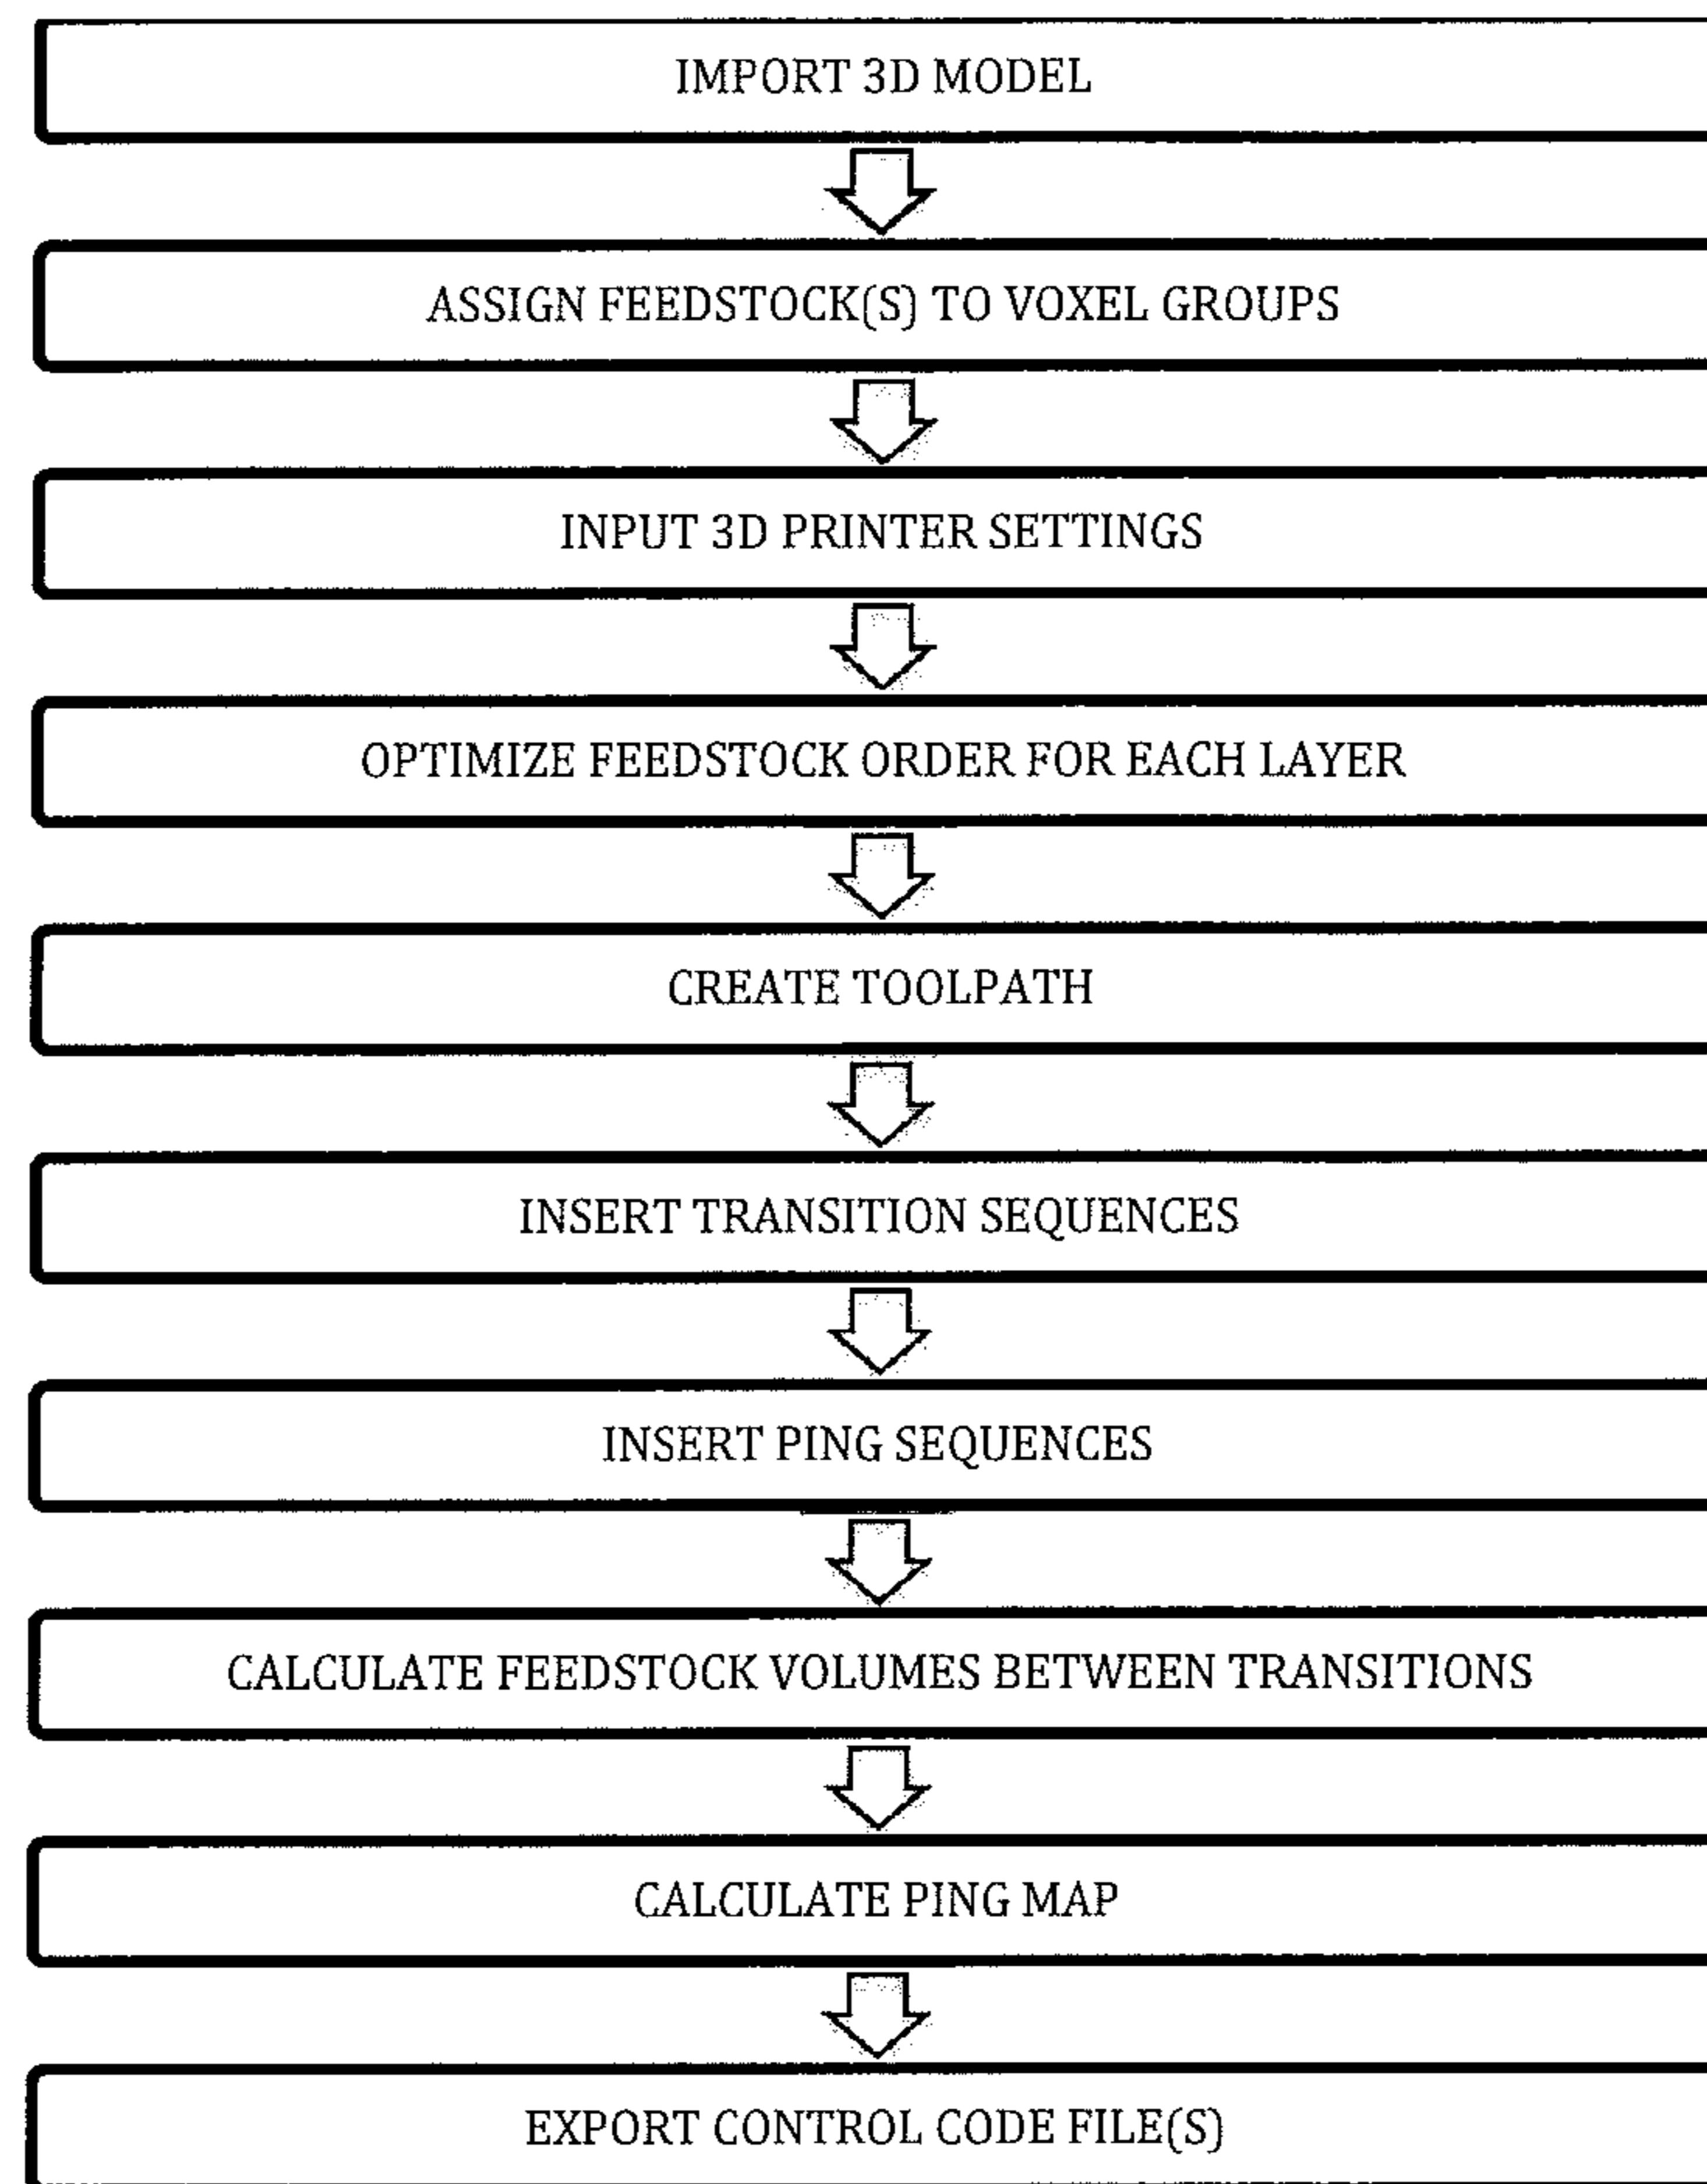 IMPORT 3D MODEL
ASSIGN FEEDSTOCK(S) TO VOXEL GROUPS
INPUT 3D PRINTER SETTINGS
OPTIMIZE FEEDSTOCK ORDER FOR EACH LAYER
CREATE TOOLPATH
INSERT TRANSITION SEQUENCES
INSERT PING SEQUENCES
CALCULATE FEEDSTOCK VOLUMES BETWEEN TRANSITIONS
CALCULATE PING MAP
EXPORT CONTROL CODE FILE(S)